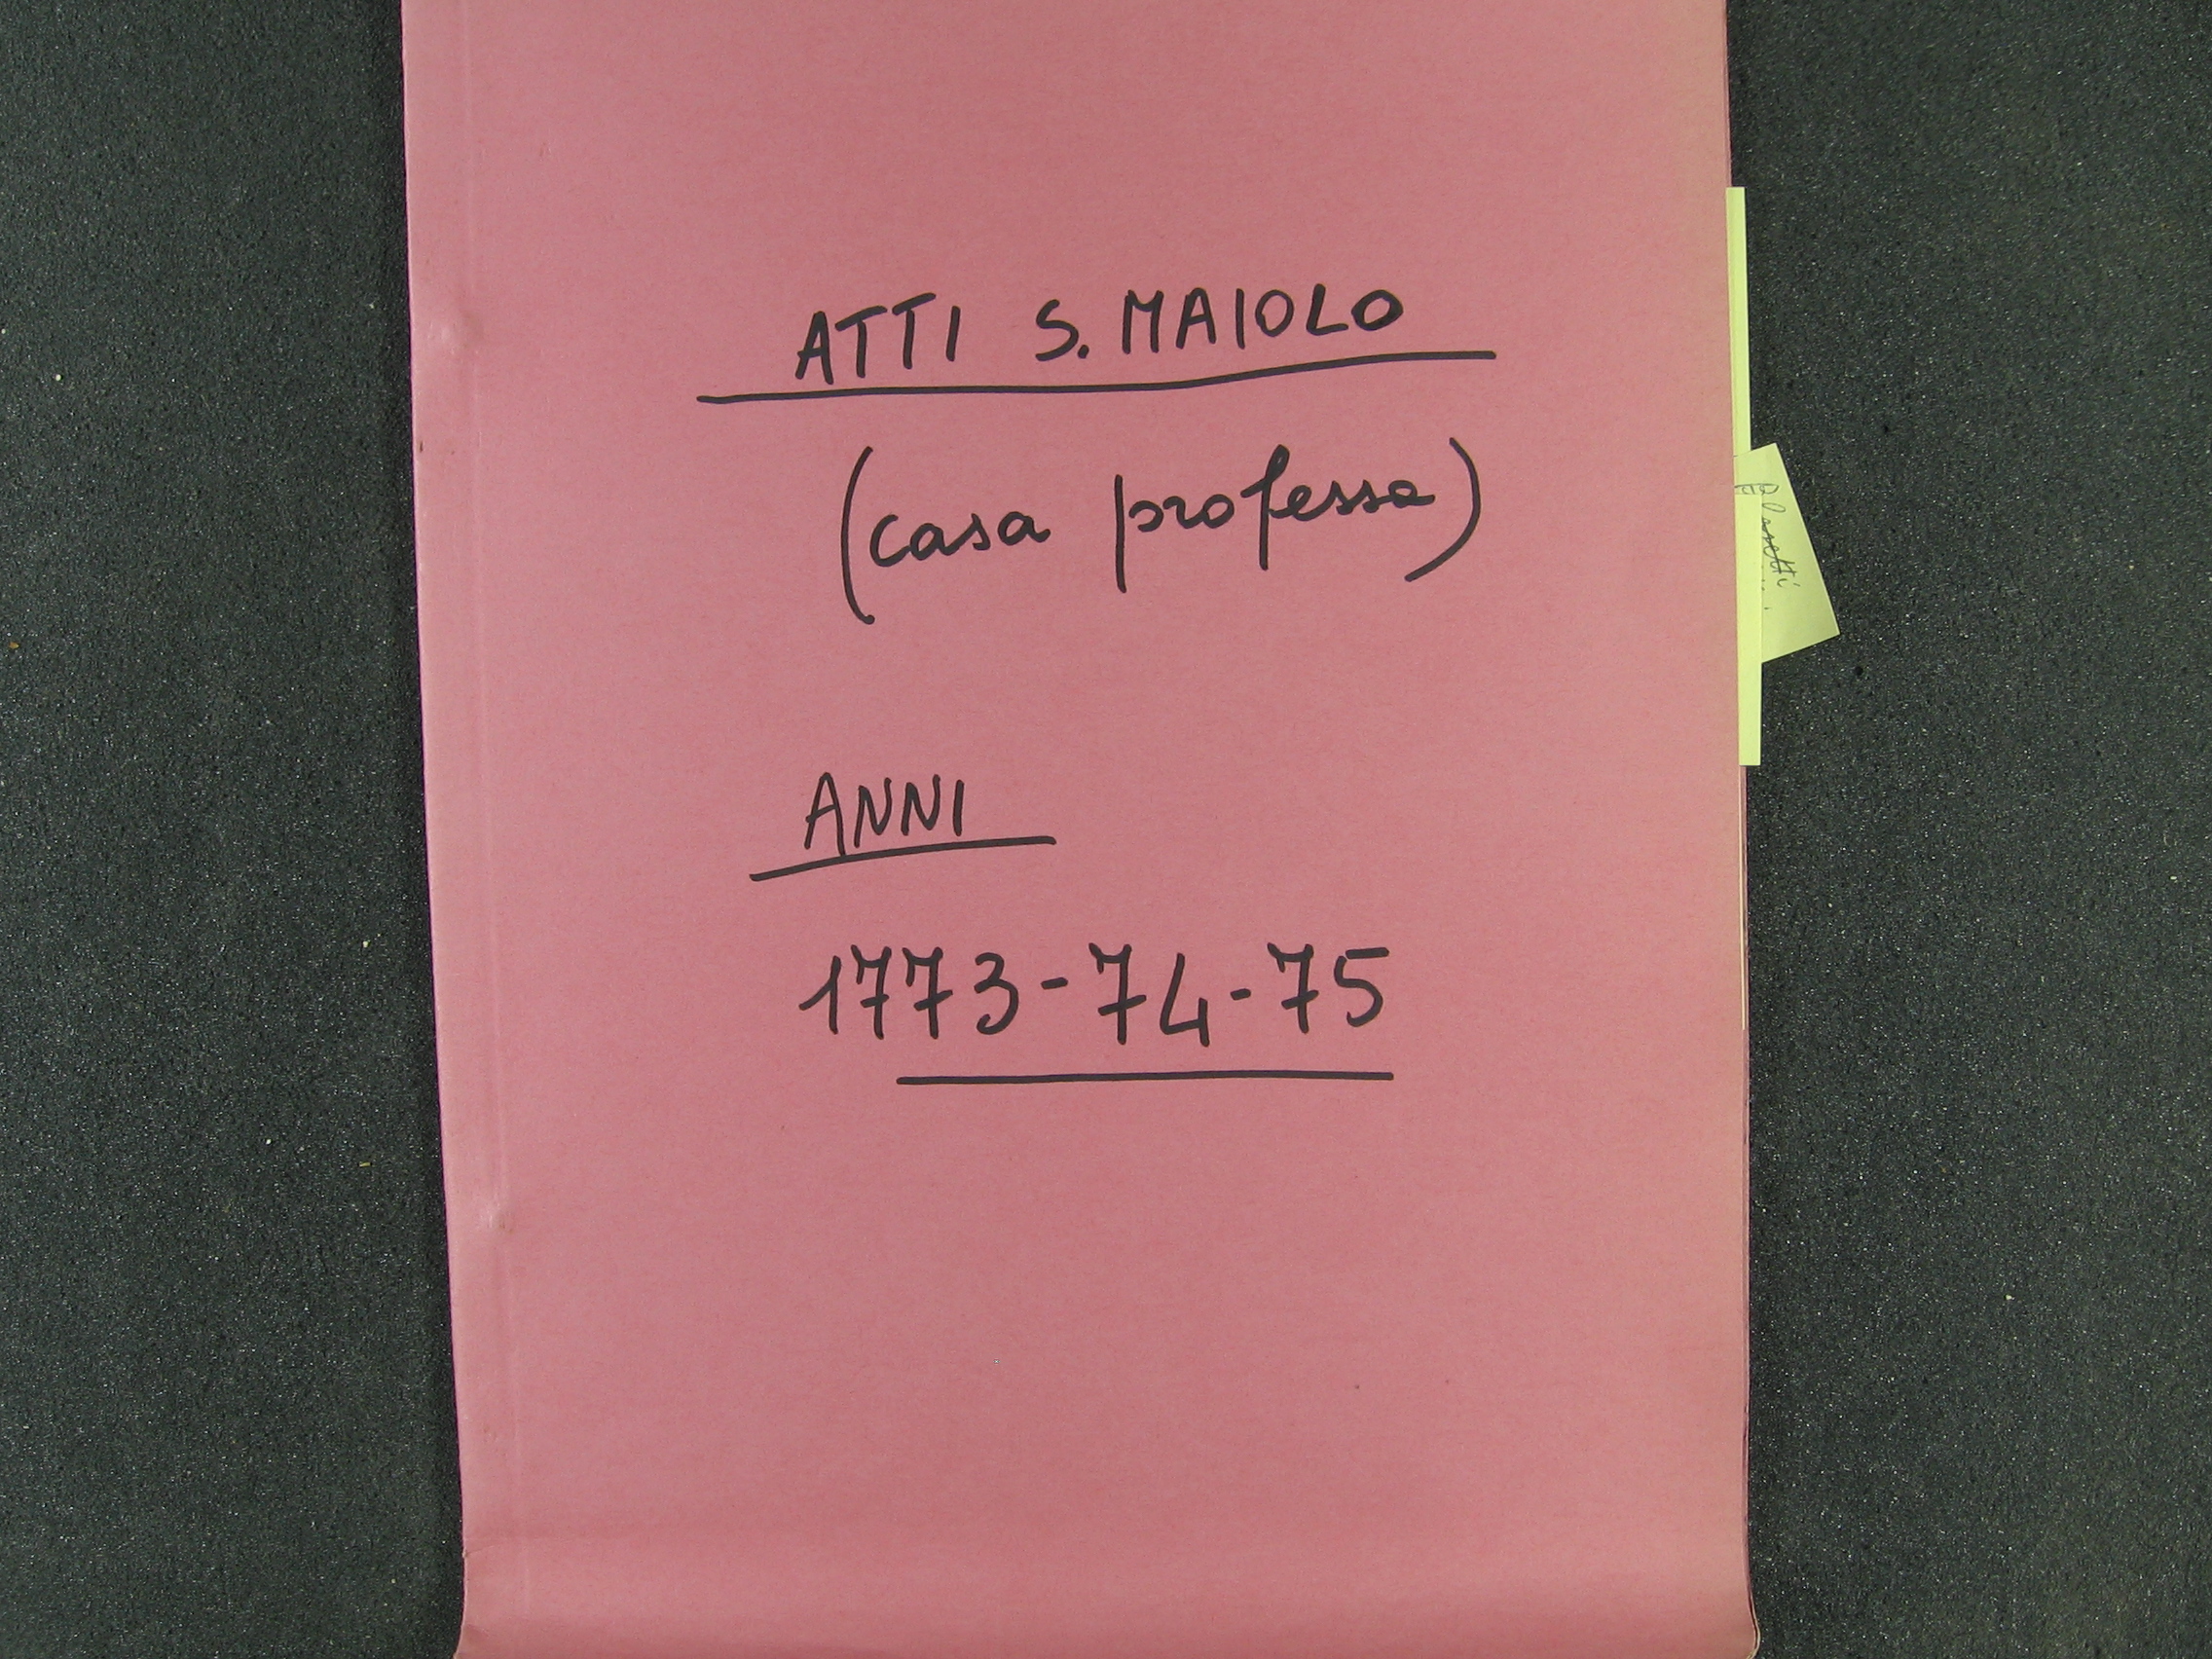 ATTI S. MAIOLO
(casa professa)
ANNI
1773-74-75